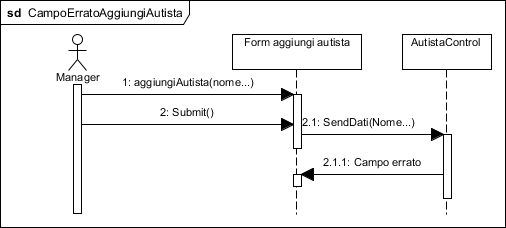 sd CampoErratoAggiungiAutista
Form aggiungi autista
AutistaControl
Manager
1: aggiungiAutista(nome...)
2: Submit()
2.1: SendDati(Nome...)
2.1.1: Campo errato